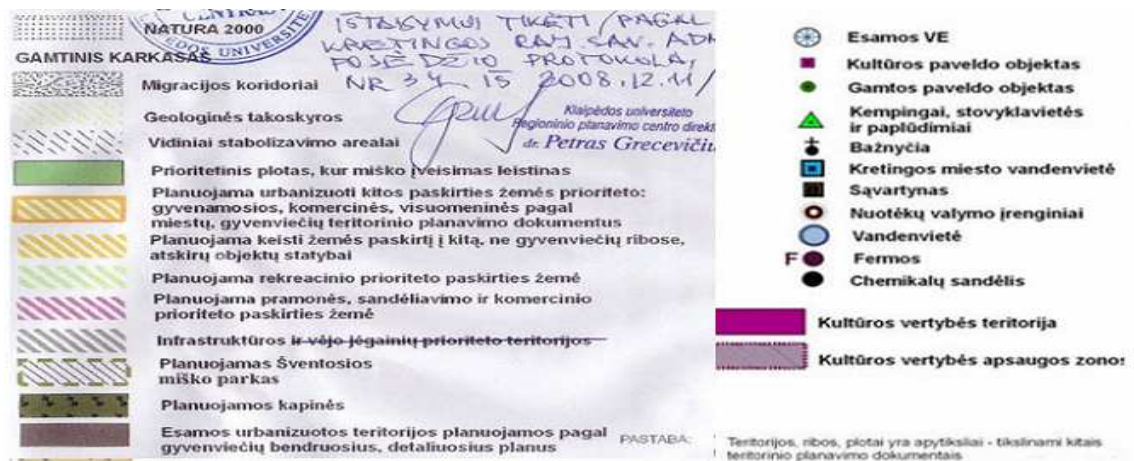 NATURA 2000
GAMTINIS KARKASAS
IŠTAISYMUI TIKĖTI /PAGAL
KRETINGOS RAJ. SAV. ADM
POSĖDŽIO PROTOKOLĄ,
NR 34 15 2008.12.11/
Klaipėdos universiteto
Regioninio planavimo centro direkt
dr. Petras Grecevičiu
Migracijos koridoriai
Geologinės takoskyros
Vidiniai stabolizavimo arealai
Prioritetinis plotas, kur miško įveisimas leistinas
Planuojama urbanizuoti kitos paskirties žemės prioriteto:
gyvenamosios, komercinės, visuomeninės pagal
miestų, gyvenviečių teritorinio planavimo dokumentus
Planuojama keisti žemės paskirtį į kitą, ne gyvenviečių ribose,
atskirų objektų statybai
Planuojama rekreacinio prioriteto paskirties žemė
Planuojama pramonės, sandėliavimo ir komercinio
prioriteto paskirties žemė
Infrastruktūros ir vėjo jėgainių prioriteto teritorijos
Planuojamas Šventosios
miško parkas
Planuojamos kapinės
Esamos urbanizuotos teritorijos planuojamos pagal
gyvenviečių bendruosius, detaliuosius planus
Esamos VE
Kultūros paveldo objektas
Gamtos paveldo objektas
Kempingai, stovyklavietės
ir paplūdimiai
Bažnyčia
Kretingos miesto vandenvietė
Sąvartynas
Nuotėkų valymo įrenginiai
Vandenvietė
F Fermos
Chemikalų sandėlis
Kultūros vertybės teritorija
Kultūros vertybės apsaugos zonos
PASTABA: Teritorijos, ribos, plotai yra apytiksliai - tikslinami kitais
teritorinio planavimo dokumentais